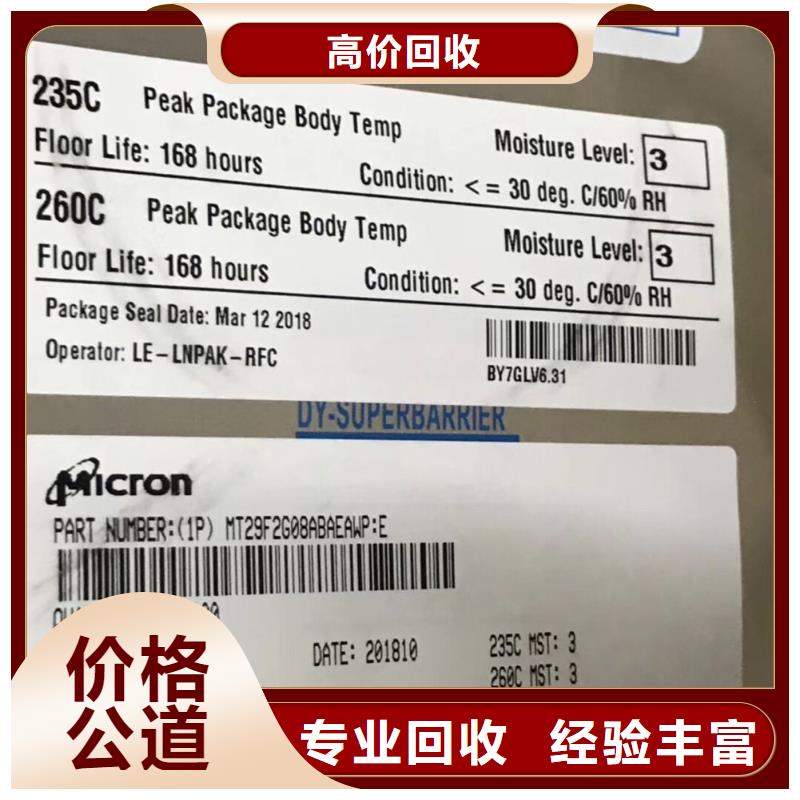 高价回收
235C Peak Package Body Temp
Moisture Level: 3
Floor Life: 168 hours
Condition: <= 30 deg. C/60% RH
260C Peak Package Body Temp
Moisture Level: 3
Floor Life: 168 hours
Condition: <= 30 deg. C/60% RH
Package Seal Date: Mar 12 2018
Operator: LE-LNPAK-RFC
BY7GLV6.31
DY-SUPERBARRIER
Micron
PART NUMBER:(1P) MT29F2G08ABAEAWP:E
DATE: 201810
235C MST: 3
260C MST: 3
价格
公道
专业回收 经验丰富